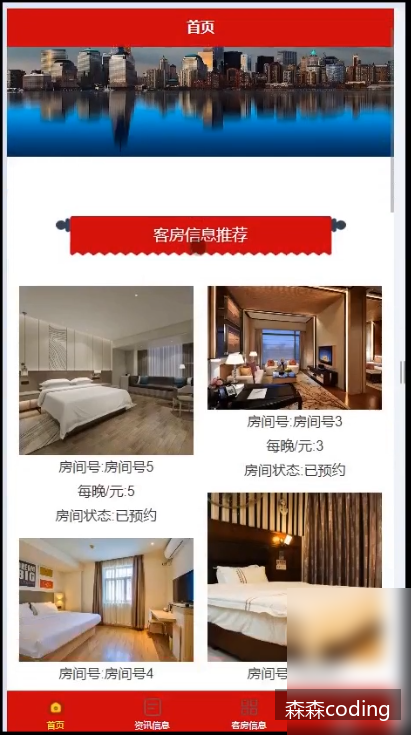 首页
客房信息推荐
房间号:房间号5
每晚/元:5
房间状态:已预约
房间号:房间号3
每晚/元:3
房间状态:已预约
房间号:房间号4
房间号
首页
资讯信息
客房信息
森森coding